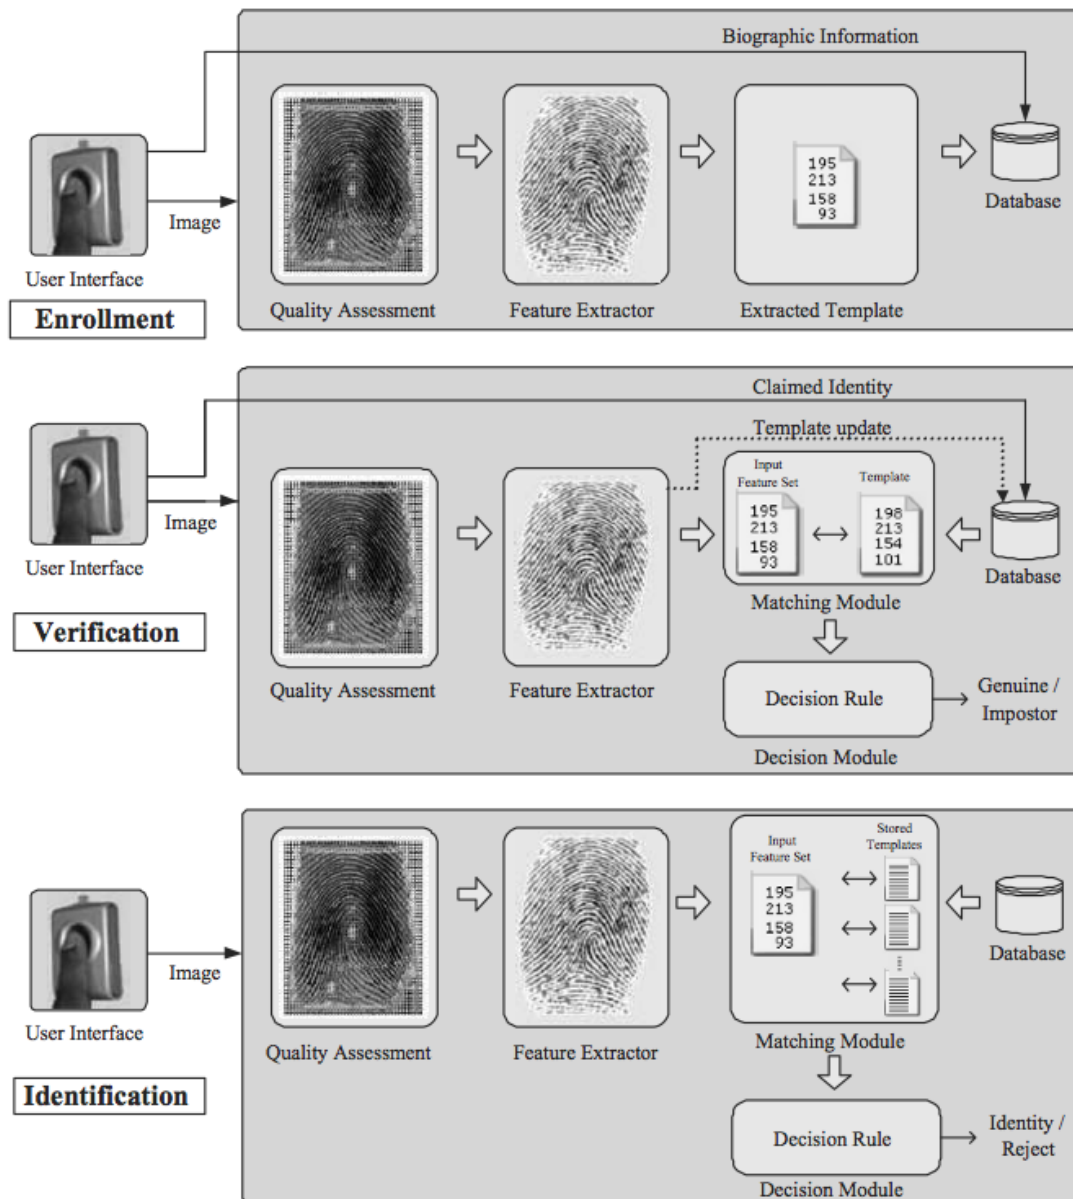 Biographic Information
195
213
158
93
Image
Database
User Interface
Quality Assessment
Feature Extractor
Extracted Template
Enrollment
Claimed Identity
Template update
Input
Feature Set
Template
195
213
158
93
198
213
154
101
Image
User Interface
Database
Matching Module
Verification
Quality Assessment
Feature Extractor
Decision Rule
Genuine /
Impostor
Decision Module
Input
Feature Set
Stored
Templates
195
213
158
93
Image
Database
User Interface
Quality Assessment
Feature Extractor
Matching Module
Identification
Decision Rule
Identity /
Reject
Decision Module